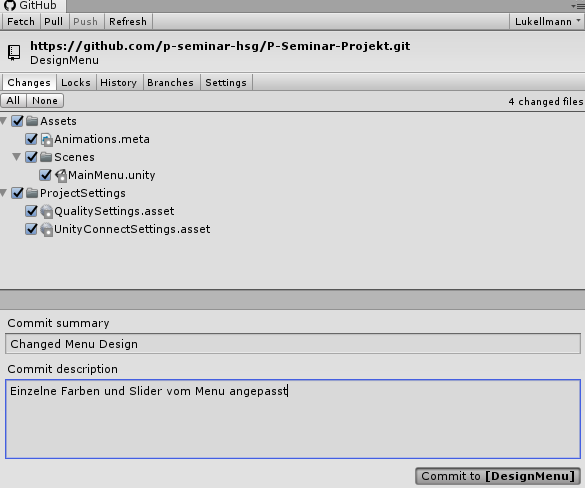 GitHub
Fetch Pull Push Refresh Lukellmann
https://github.com/p-seminar-hsg/P-Seminar-Projekt.git
DesignMenu
Changes Locks History Branches Settings
All None 4 changed files
Assets
Animations.meta
Scenes
MainMenu.unity
ProjectSettings
QualitySettings.asset
UnityConnectSettings.asset
Commit summary
Changed Menu Design
Commit description
Einzelne Farben und Slider vom Menu angepasst
Commit to [DesignMenu]